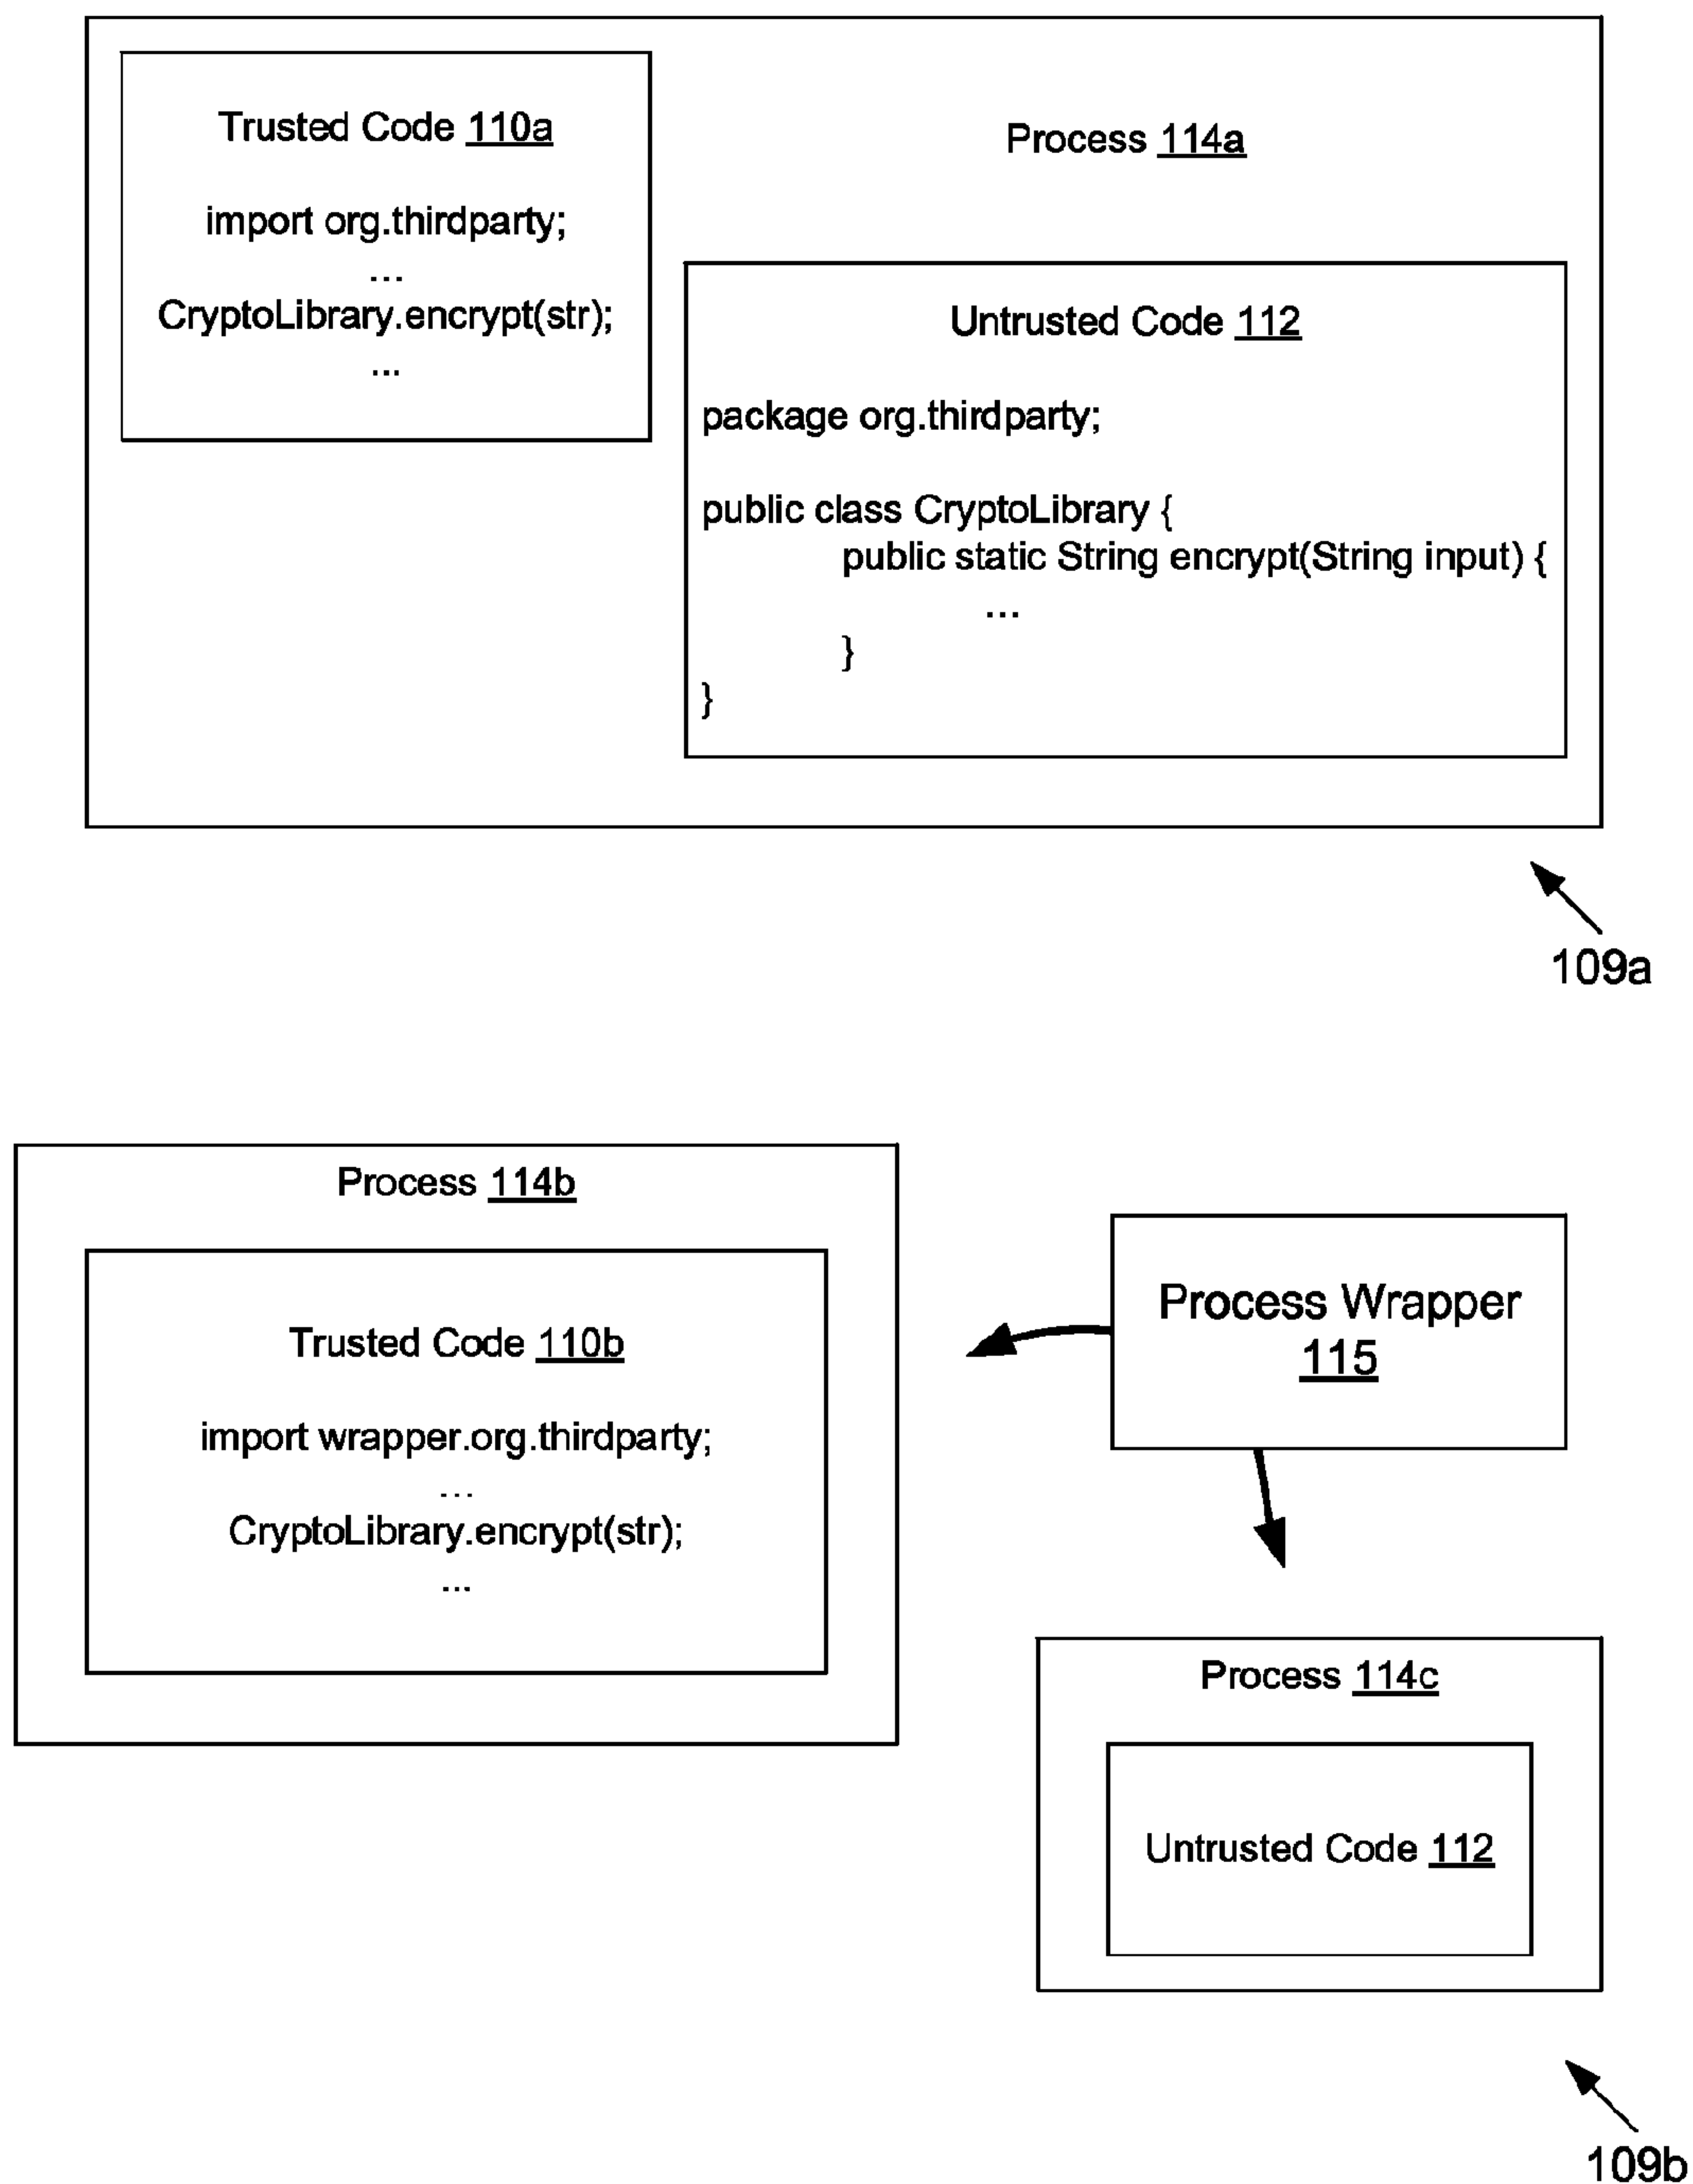 Trusted Code 110a
import org.thirdparty;
...
CryptoLibrary.encrypt(str);
...
Process 114a
Untrusted Code 112
package org.thirdparty;
public class CryptoLibrary {
public static String encrypt(String input) {
...
}
}
109a
Process 114b
Trusted Code 110b
import wrapper.org.thirdparty;
...
CryptoLibrary.encrypt(str);
...
Process Wrapper
115
Process 114c
Untrusted Code 112
109b